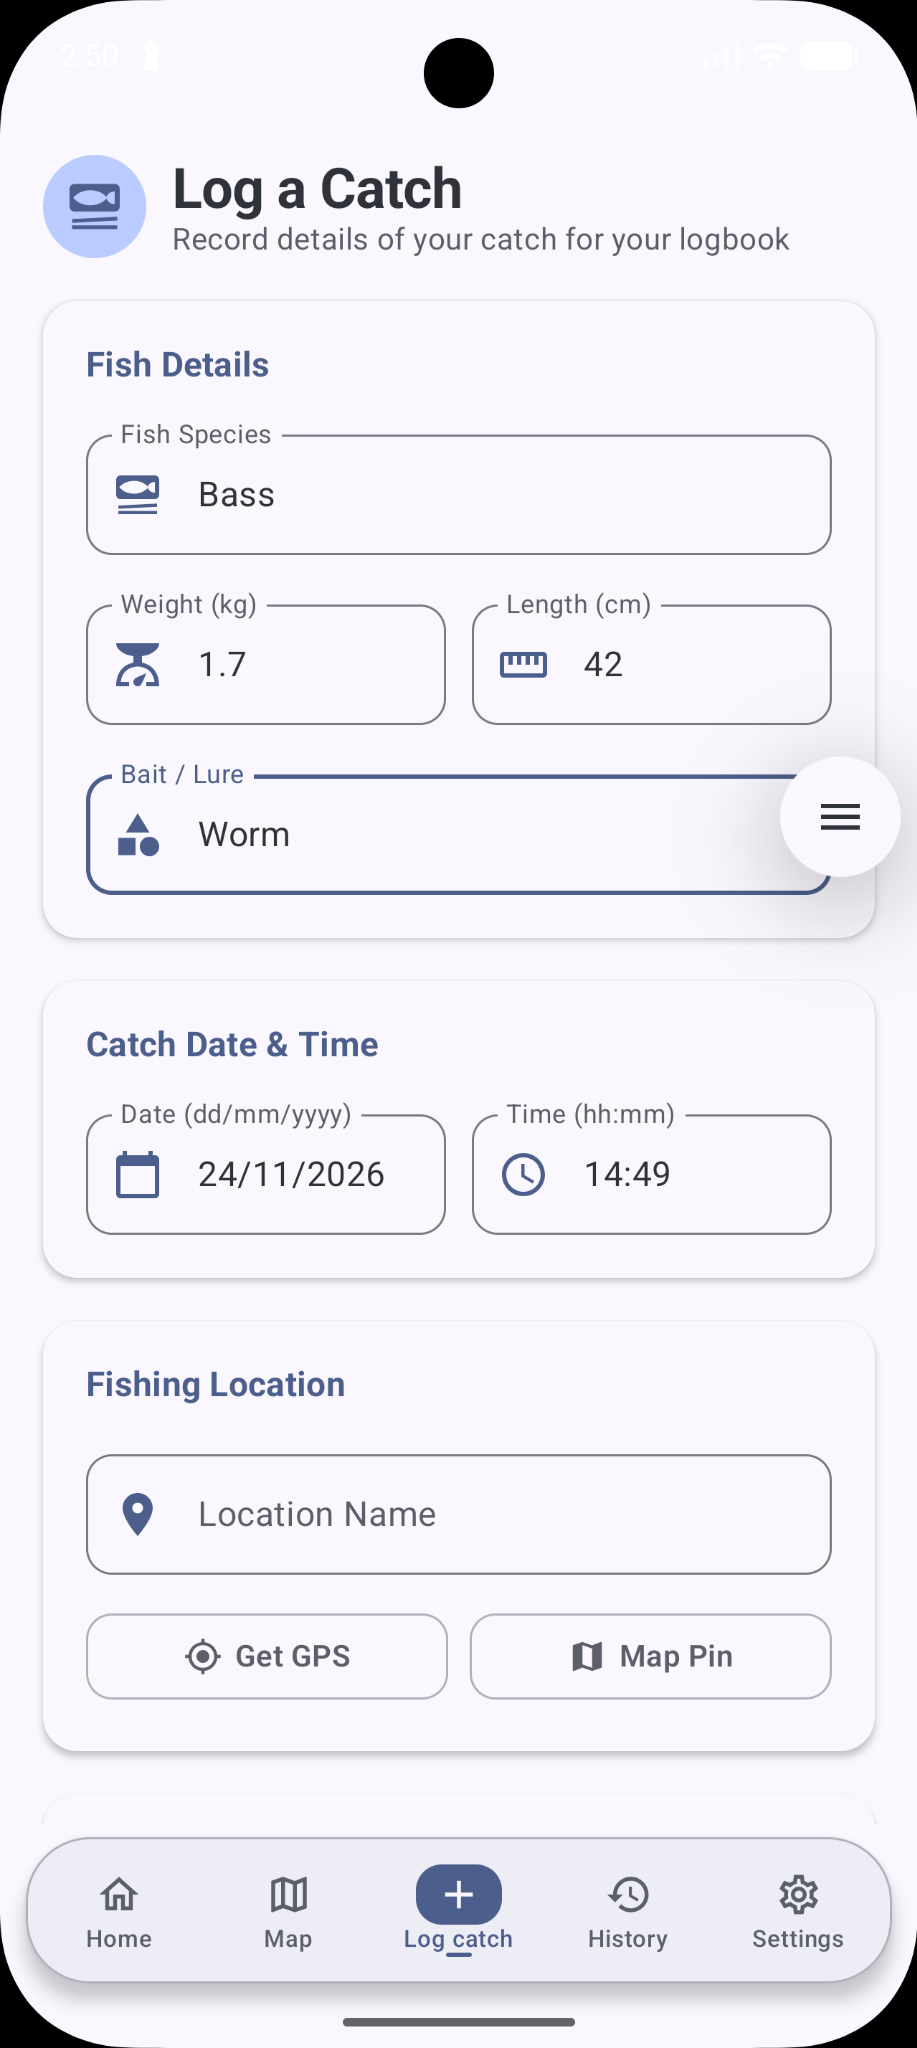 2:50
Log a Catch
Record details of your catch for your logbook
Fish Details
Fish Species
Bass
Weight (kg)
1.7
Length (cm)
42
Bait / Lure
Worm
Catch Date & Time
Date (dd/mm/yyyy)
24/11/2026
Time (hh:mm)
14:49
Fishing Location
Location Name
Get GPS
Map Pin
Home
Map
Log catch
History
Settings